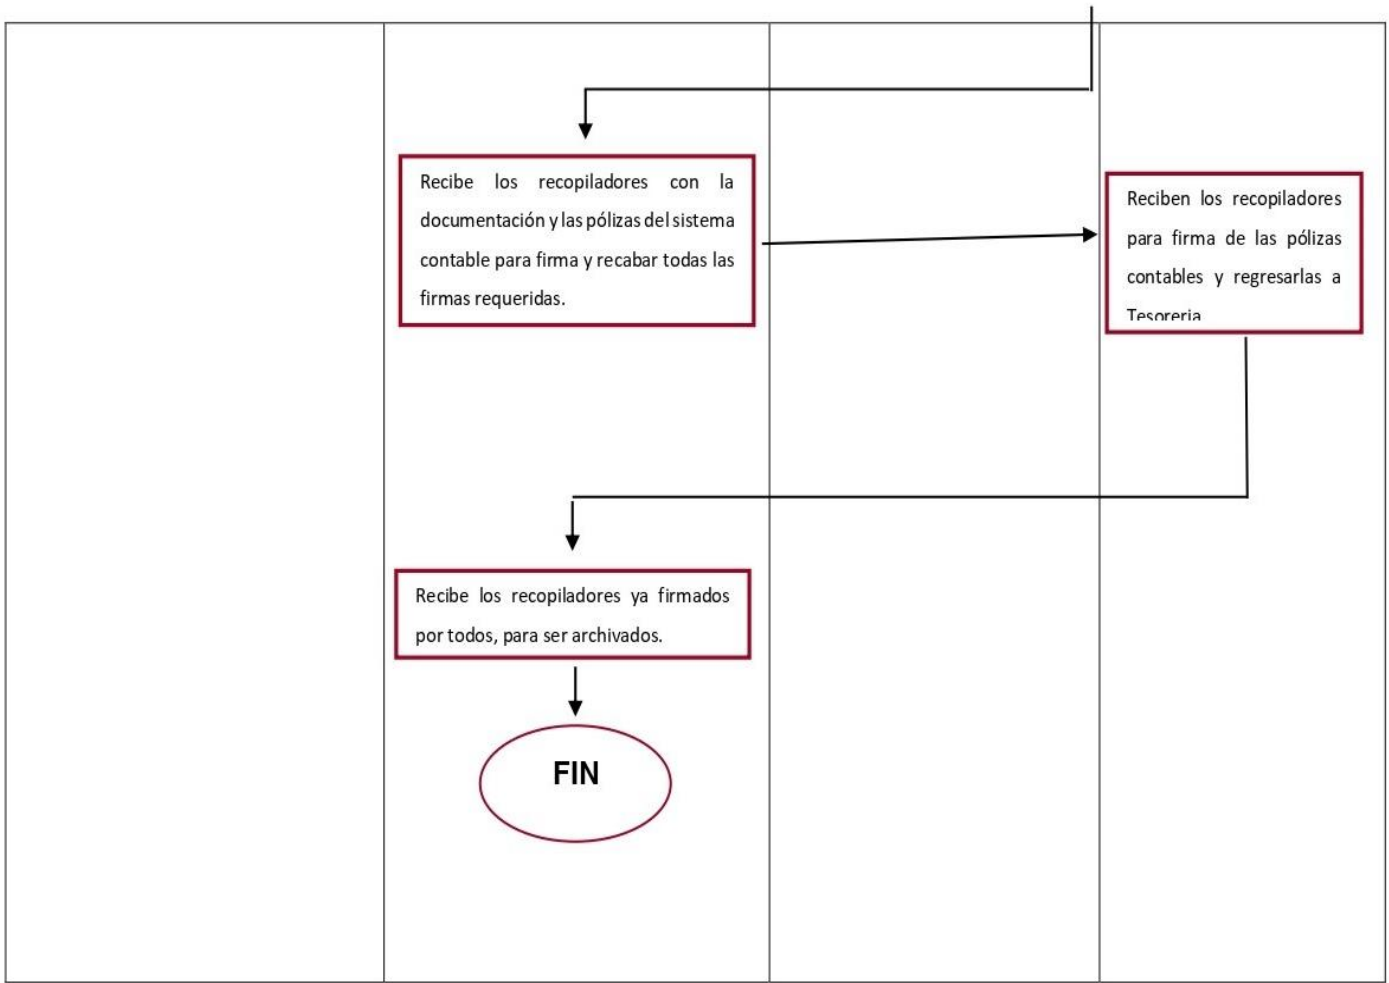 Recibe los recopiladores con la
documentación y las pólizas del sistema
contable para firma y recabar todas las
firmas requeridas.
Reciben los recopiladores
para firma de las pólizas
contables y regresarlas a
Tesoreria
Recibe los recopiladores ya firmados
por todos, para ser archivados.
FIN